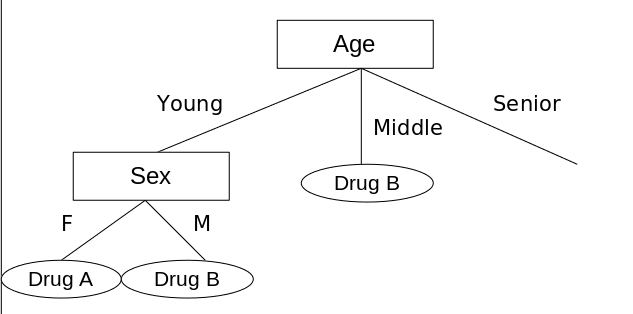 Age
Young
Senior
Middle
Sex
Drug B
F
M
Drug A
Drug B